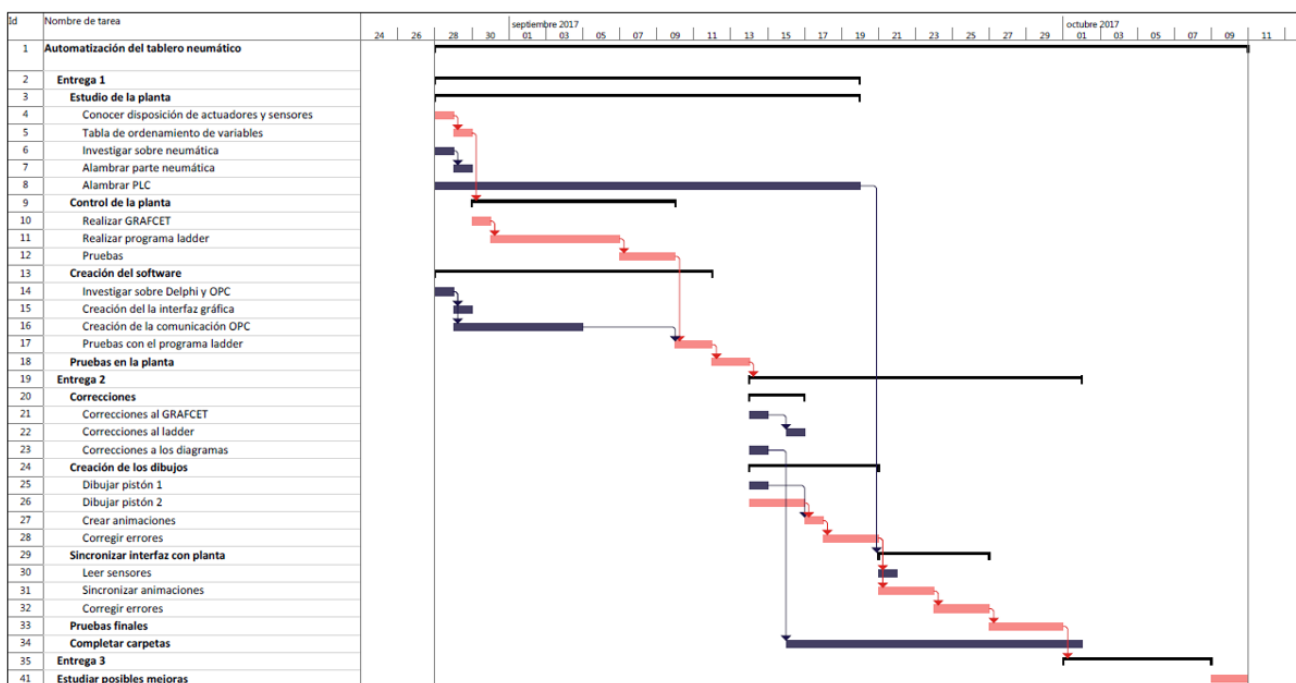 Id Nombre de tarea septiembre 2017 octubre 2017
24 26 28 30 01 03 05 07 09 11 13 15 17 19 21 23 25 27 29 01 03 05 07 09 11
1 Automatización del tablero neumático
2 Entrega 1
3 Estudio de la planta
4 Conocer disposición de actuadores y sensores
5 Tabla de ordenamiento de variables
6 Investigar sobre neumática
7 Alambrar parte neumática
8 Alambrar PLC
9 Control de la planta
10 Realizar GRAFCET
11 Realizar programa ladder
12 Pruebas
13 Creación del software
14 Investigar sobre Delphi y OPC
15 Creación del la interfaz gráfica
16 Creación de la comunicación OPC
17 Pruebas con el programa ladder
18 Pruebas en la planta
19 Entrega 2
20 Correcciones
21 Correcciones al GRAFCET
22 Correcciones al ladder
23 Correcciones a los diagramas
24 Creación de los dibujos
25 Dibujar pistón 1
26 Dibujar pistón 2
27 Crear animaciones
28 Corregir errores
29 Sincronizar interfaz con planta
30 Leer sensores
31 Sincronizar animaciones
32 Corregir errores
33 Pruebas finales
34 Completar carpetas
35 Entrega 3
41 Estudiar posibles mejoras